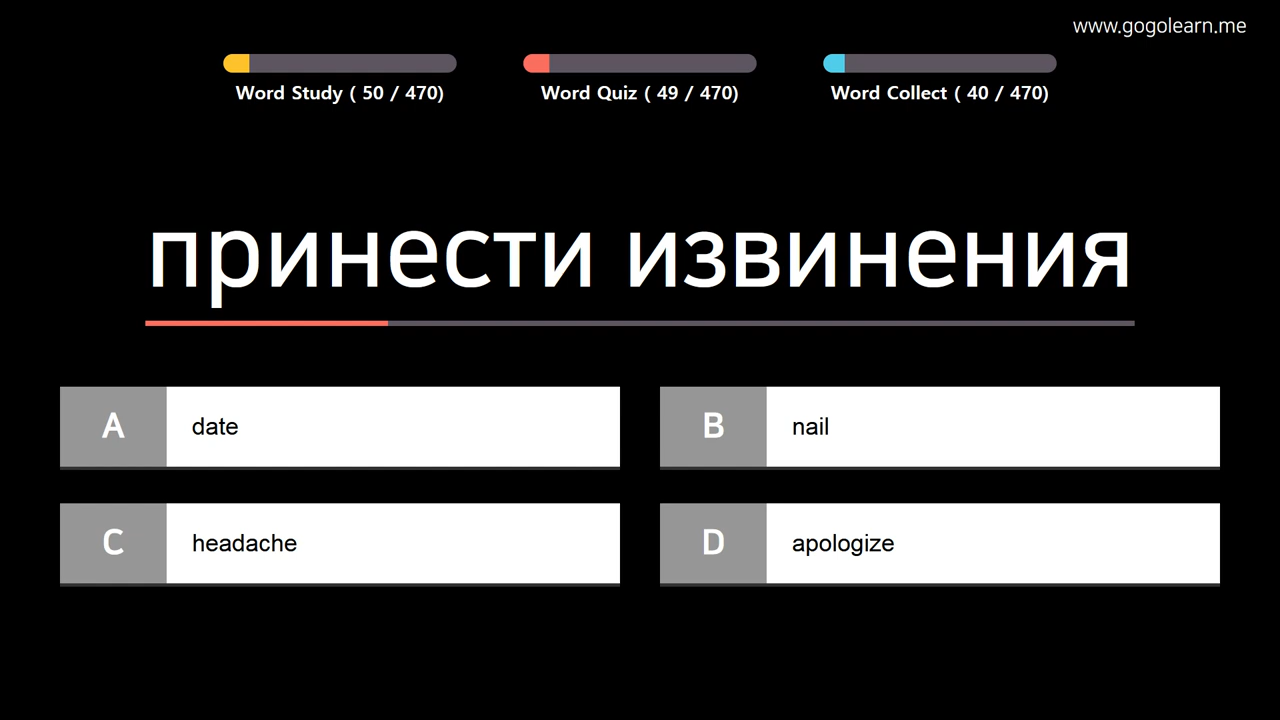 www.gogolearn.me
Word Study ( 50 / 470)
Word Quiz ( 49 / 470)
Word Collect ( 40 / 470)
принести извинения
A date
B nail
C headache
D apologize